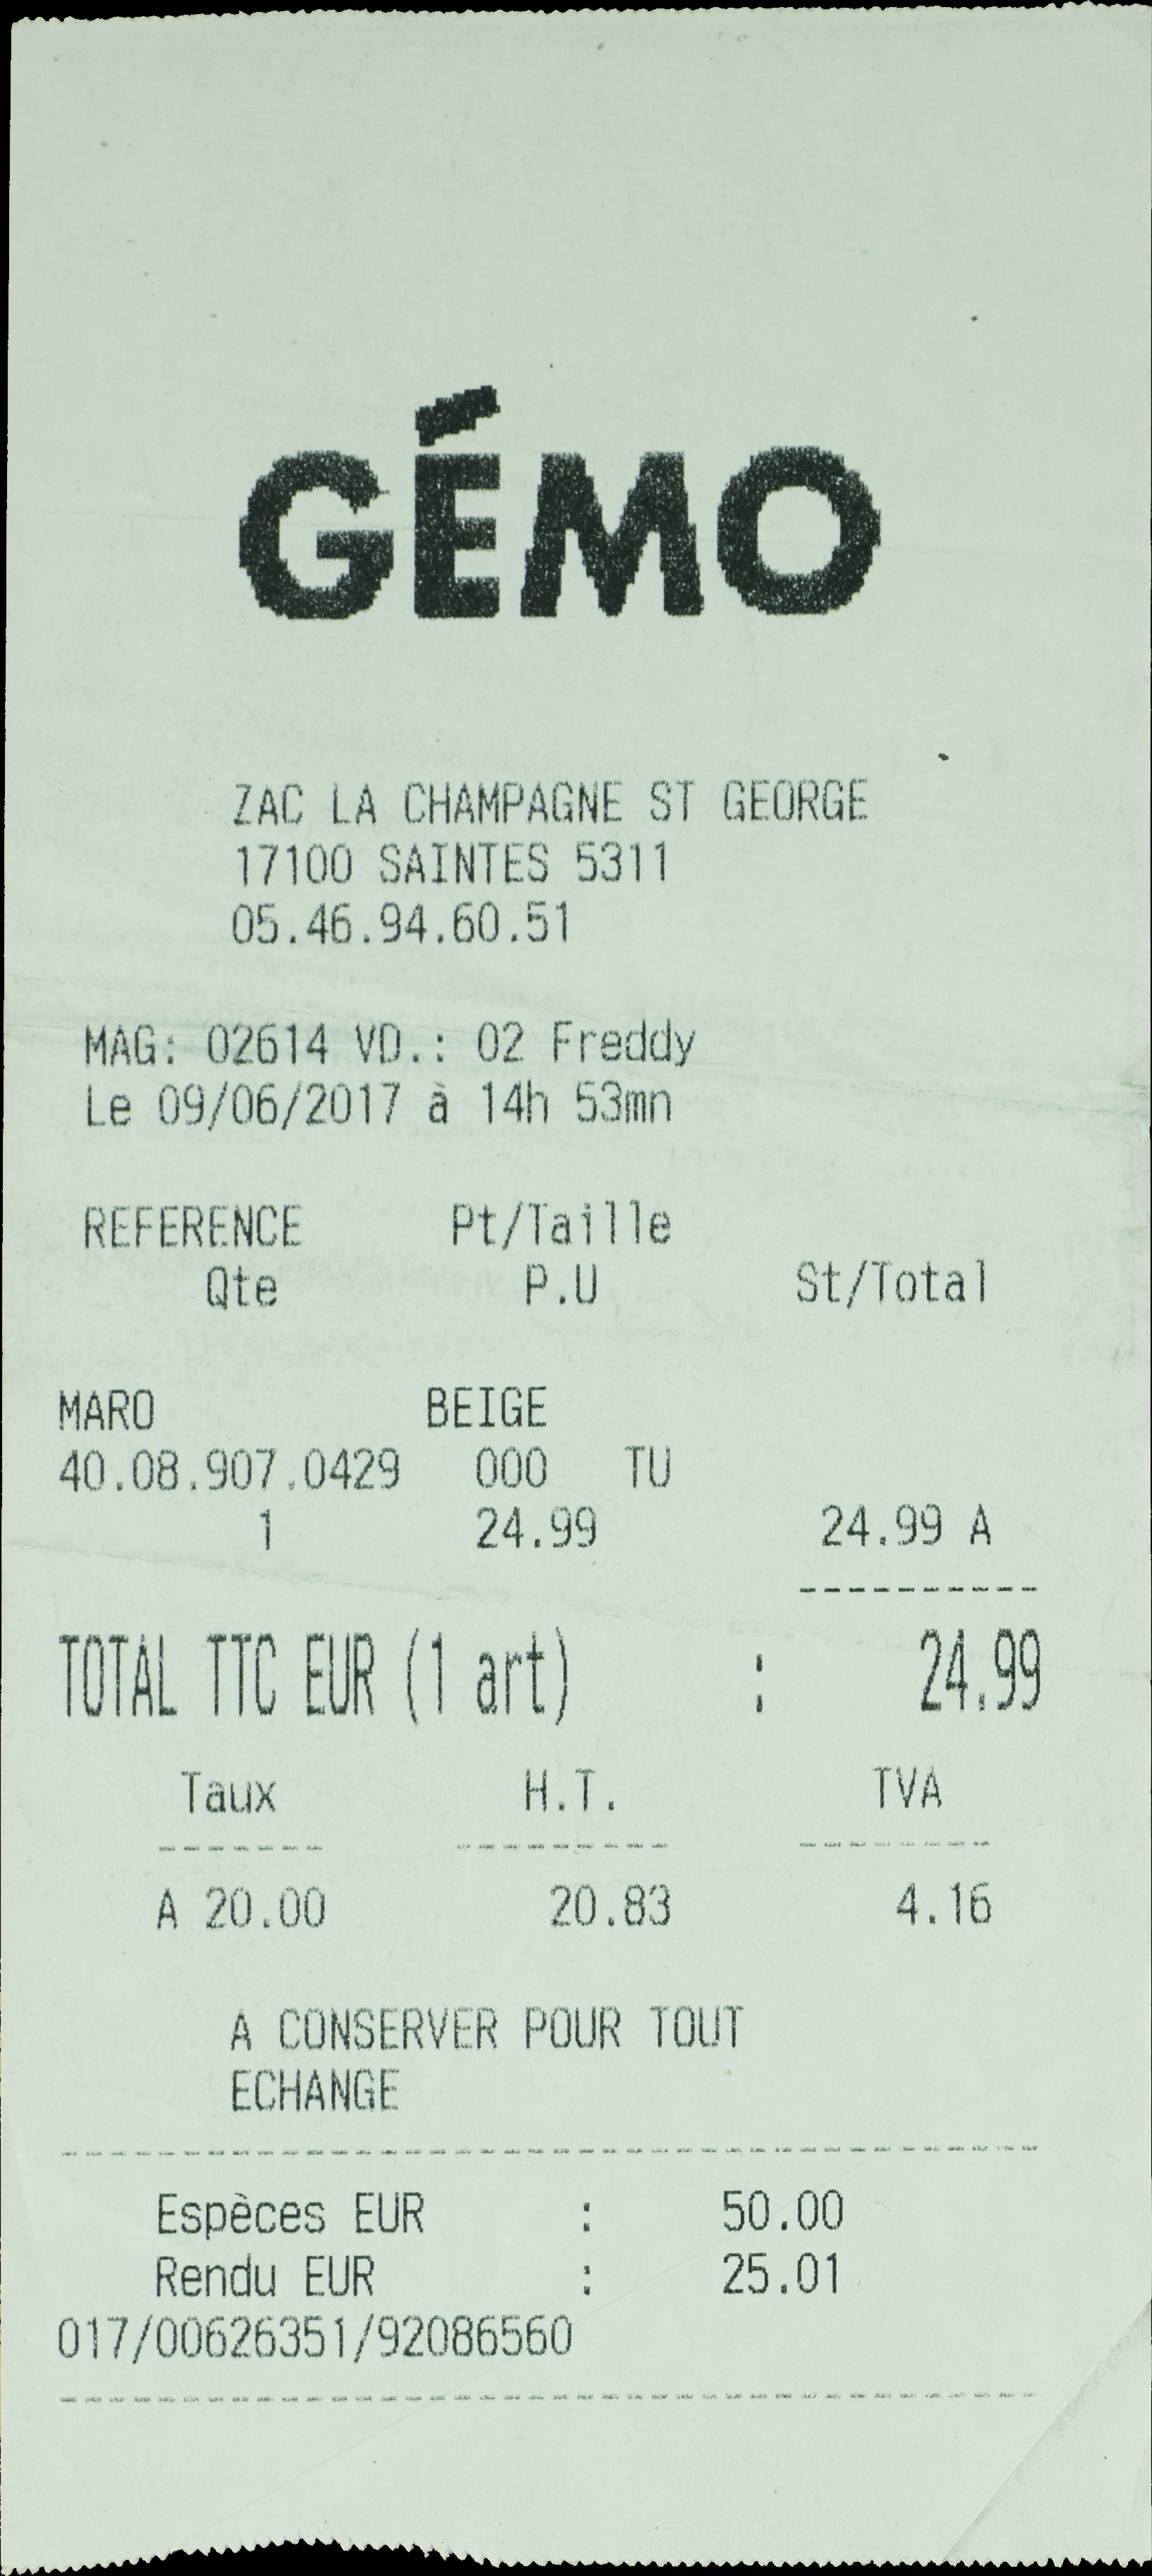 GÉMO
ZAC LA CHAMPAGNE ST GEORGE
17100 SAINTES 5311
05.46.94.60.51
MAG: 02614 VD.: 02 Freddy
Le 09/06/2017 à 14h 53mn
REFERENCE Pt/Taille
Qte P.U St/Total
MARO BEIGE
40.08.907.0429 000 TU
1 24.99 24.99 A
----------
TOTAL TTC EUR (1 art) : 24.99
Taux H.T. TVA
------- --------- --------
A 20.00 20.83 4.16
A CONSERVER POUR TOUT
ECHANGE
----------------------------------------
Espèces EUR : 50.00
Rendu EUR : 25.01
017/00626351/92086560
----------------------------------------